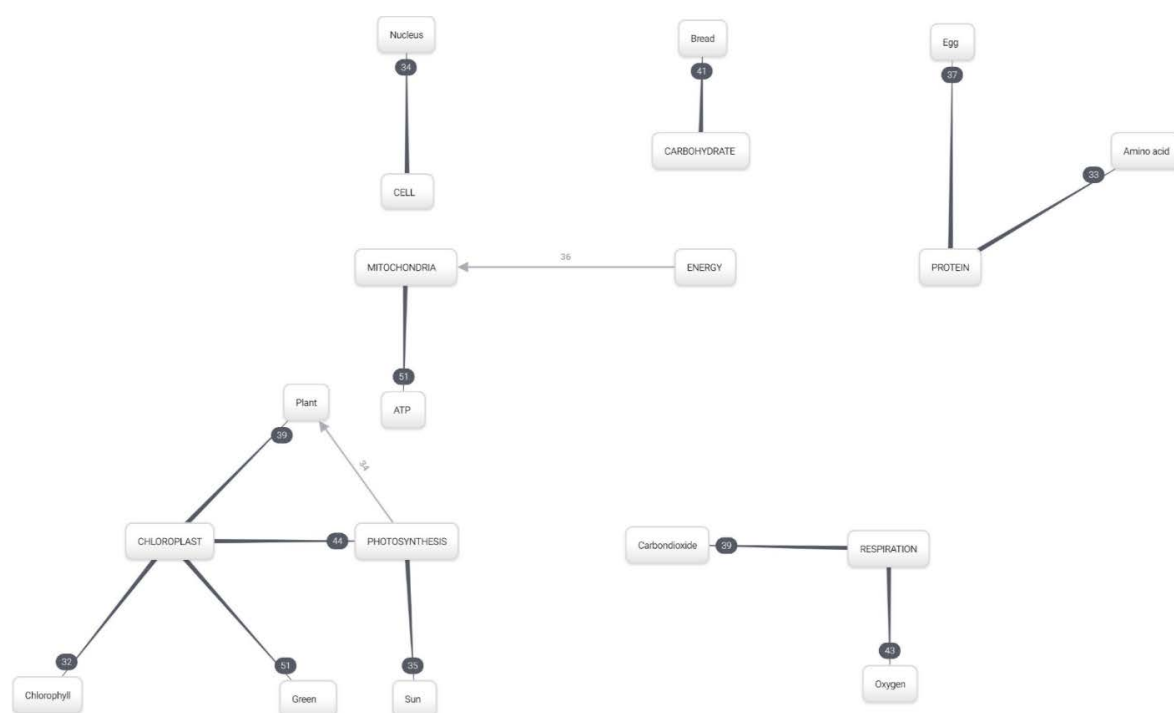 Nucleus
Bread
Egg
34
41
37
CARBOHYDRATE
Amino acid
33
CELL
MITOCHONDRIA
36
ENERGY
PROTEIN
51
Plant
ATP
39
34
CHLOROPLAST
44
PHOTOSYNTHESIS
Carbondioxide
39
RESPIRATION
32
51
35
43
Chlorophyll
Green
Sun
Oxygen